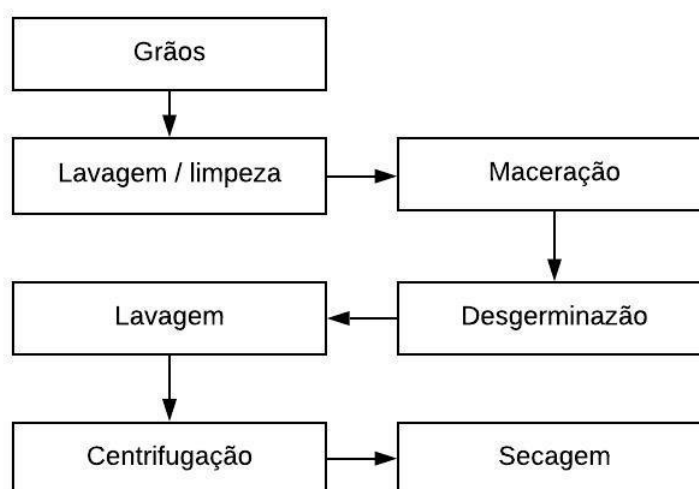 Grãos
Lavagem / limpeza
Maceração
Desgerminazão
Lavagem
Centrifugação
Secagem